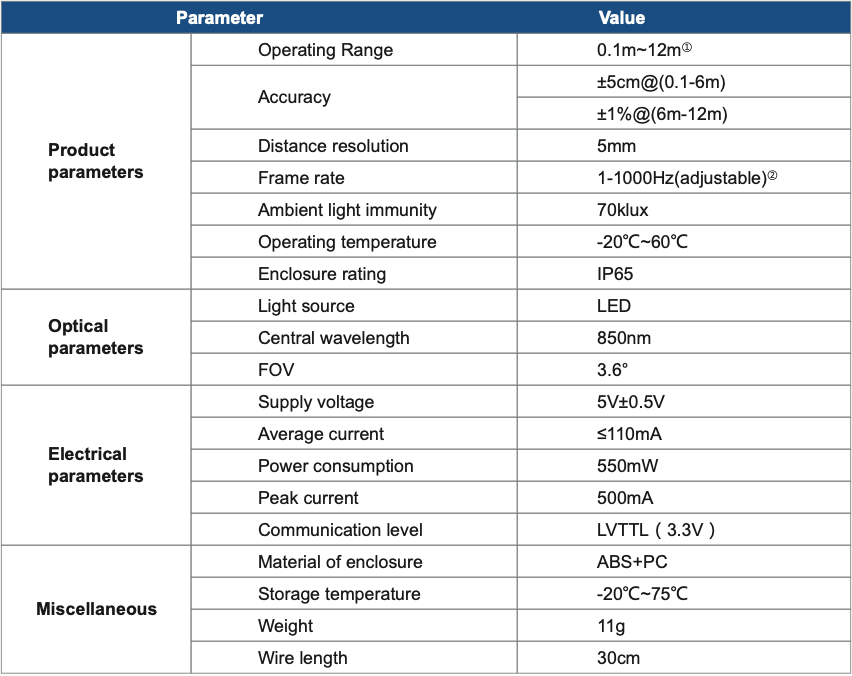 Parameter Value
Product parameters
Operating Range 0.1m~12m①
Accuracy ±5cm@(0.1-6m)
±1%@(6m-12m)
Distance resolution 5mm
Frame rate 1-1000Hz(adjustable)②
Ambient light immunity 70klux
Operating temperature -20℃~60℃
Enclosure rating IP65
Optical parameters
Light source LED
Central wavelength 850nm
FOV 3.6°
Electrical parameters
Supply voltage 5V±0.5V
Average current ≤110mA
Power consumption 550mW
Peak current 500mA
Communication level LVTTL（3.3V）
Miscellaneous
Material of enclosure ABS+PC
Storage temperature -20℃~75℃
Weight 11g
Wire length 30cm